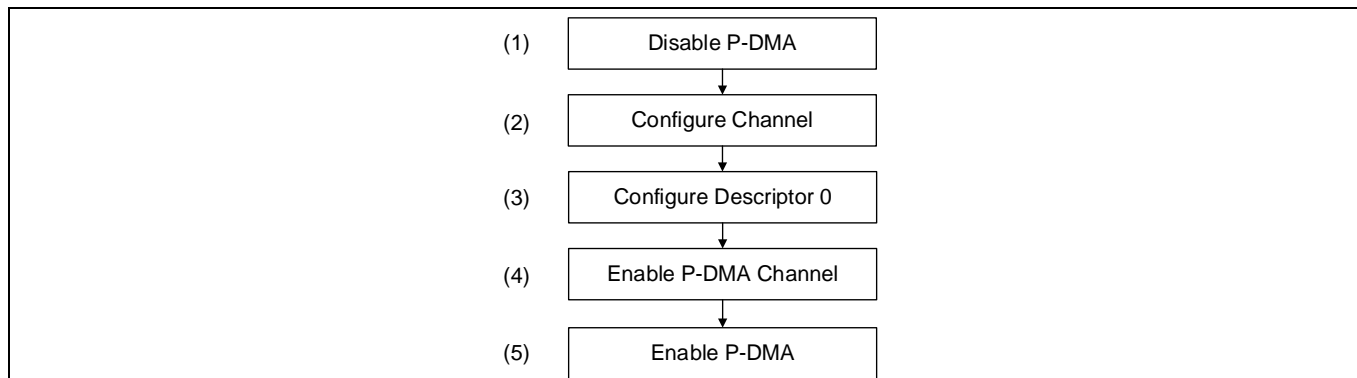 (1) Disable P-DMA
(2) Configure Channel
(3) Configure Descriptor 0
(4) Enable P-DMA Channel
(5) Enable P-DMA